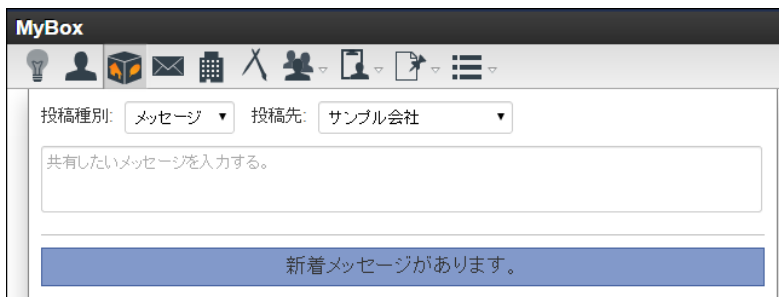 MyBox
投稿種別: メッセージ 投稿先: サンプル会社
共有したいメッセージを入力する。
新着メッセージがあります。